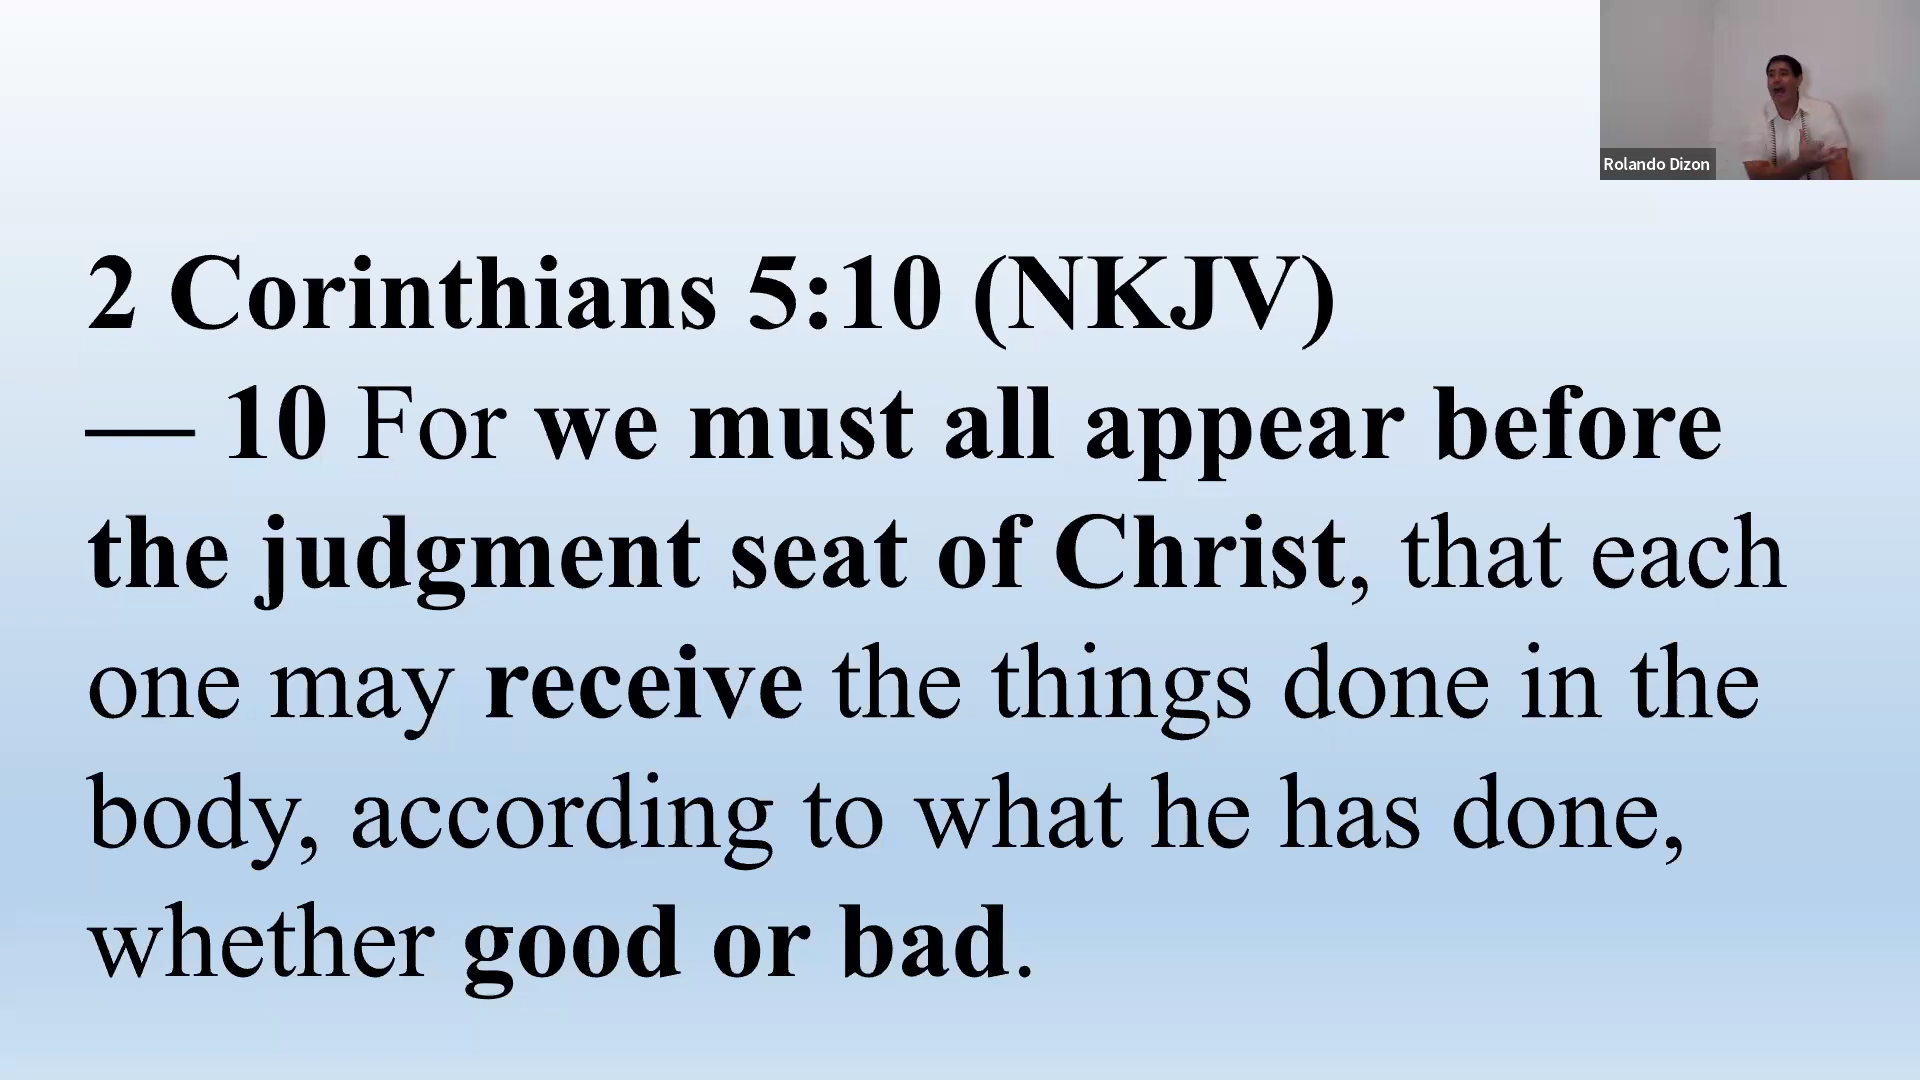 Rolando Dizon
2 Corinthians 5:10 (NKJV)
— 10 For we must all appear before
the judgment seat of Christ, that each
one may receive the things done in the
body, according to what he has done,
whether good or bad.